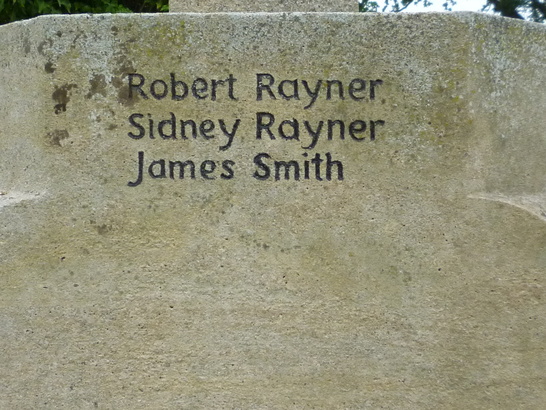 Robert Rayner
Sidney Rayner
James Smith